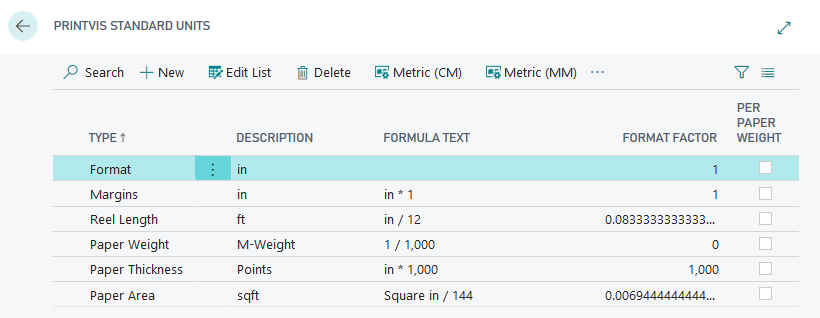 PRINTVIS STANDARD UNITS
Search New Edit List Delete Metric (CM) Metric (MM) ...
TYPE ↑ DESCRIPTION FORMULA TEXT FORMAT FACTOR PER PAPER WEIGHT
Format in 1
Margins in in * 1 1
Reel Length ft in / 12 0.0833333333333...
Paper Weight M-Weight 1 / 1,000 0
Paper Thickness Points in * 1,000 1,000
Paper Area sqft Square in / 144 0.0069444444444...